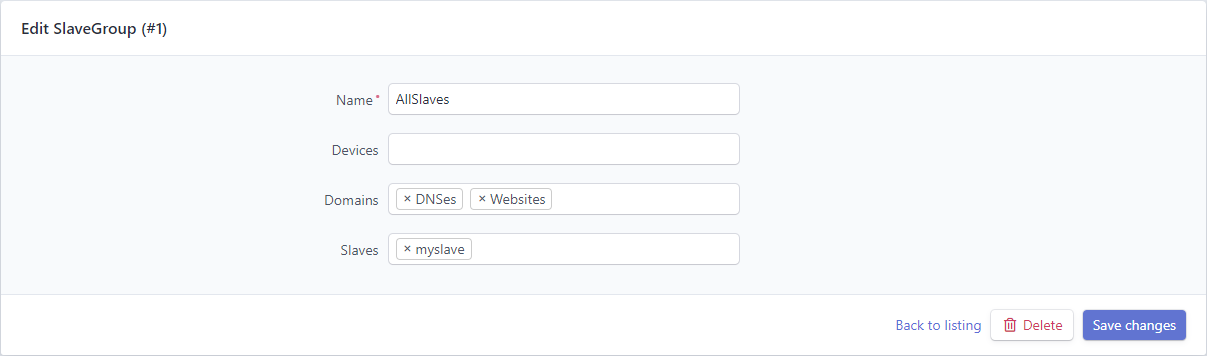 Edit SlaveGroup (#1)
Name*
AllSlaves
Devices
Domains
× DNSes × Websites
Slaves
× myslave
Back to listing
Delete
Save changes